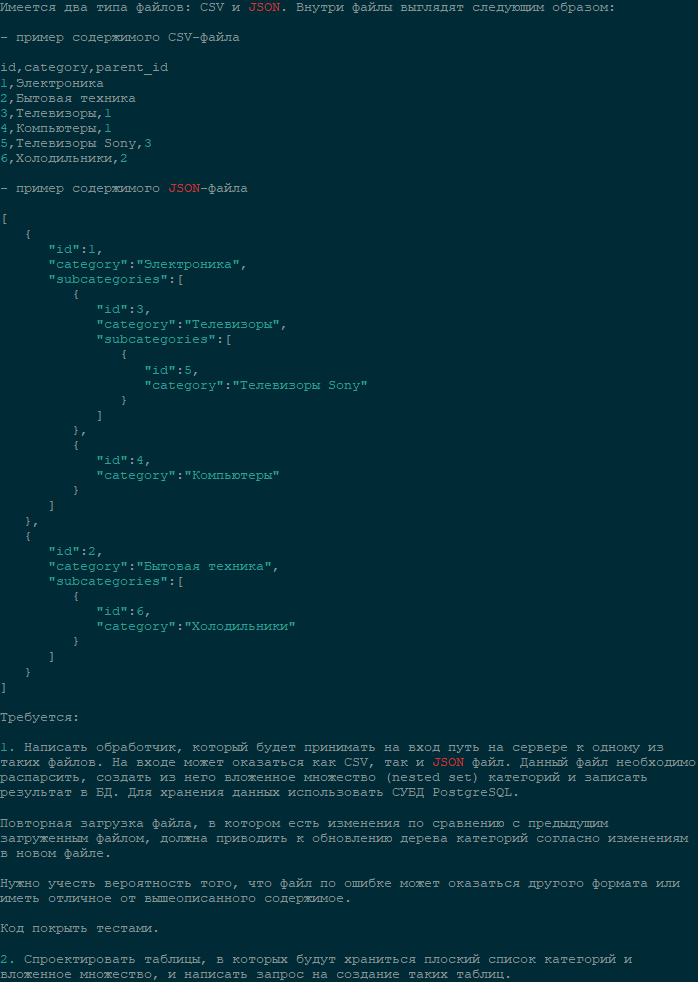 Имеется два типа файлов: CSV и JSON. Внутри файлы выглядят следующим образом:
- пример содержимого CSV-файла
id,category,parent_id
1,Электроника
2,Бытовая техника
3,Телевизоры,1
4,Компьютеры,1
5,Телевизоры Sony,3
6,Холодильники,2
- пример содержимого JSON-файла
[
{
"id":1,
"category":"Электроника",
"subcategories":[
{
"id":3,
"category":"Телевизоры",
"subcategories":[
{
"id":5,
"category":"Телевизоры Sony"
}
]
},
{
"id":4,
"category":"Компьютеры"
}
]
},
{
"id":2,
"category":"Бытовая техника",
"subcategories":[
{
"id":6,
"category":"Холодильники"
}
]
}
]
Требуется:
1. Написать обработчик, который будет принимать на вход путь на сервере к одному из
таких файлов. На входе может оказаться как CSV, так и JSON файл. Данный файл необходимо
распарсить, создать из него вложенное множество (nested set) категорий и записать
результат в БД. Для хранения данных использовать СУБД PostgreSQL.
Повторная загрузка файла, в котором есть изменения по сравнению с предыдущим
загруженным файлом, должна приводить к обновлению дерева категорий согласно изменениям
в новом файле.
Нужно учесть вероятность того, что файл по ошибке может оказаться другого формата или
иметь отличное от вышеописанного содержимое.
Код покрыть тестами.
2. Спроектировать таблицы, в которых будут храниться плоский список категорий и
вложенное множество, и написать запрос на создание таких таблиц.